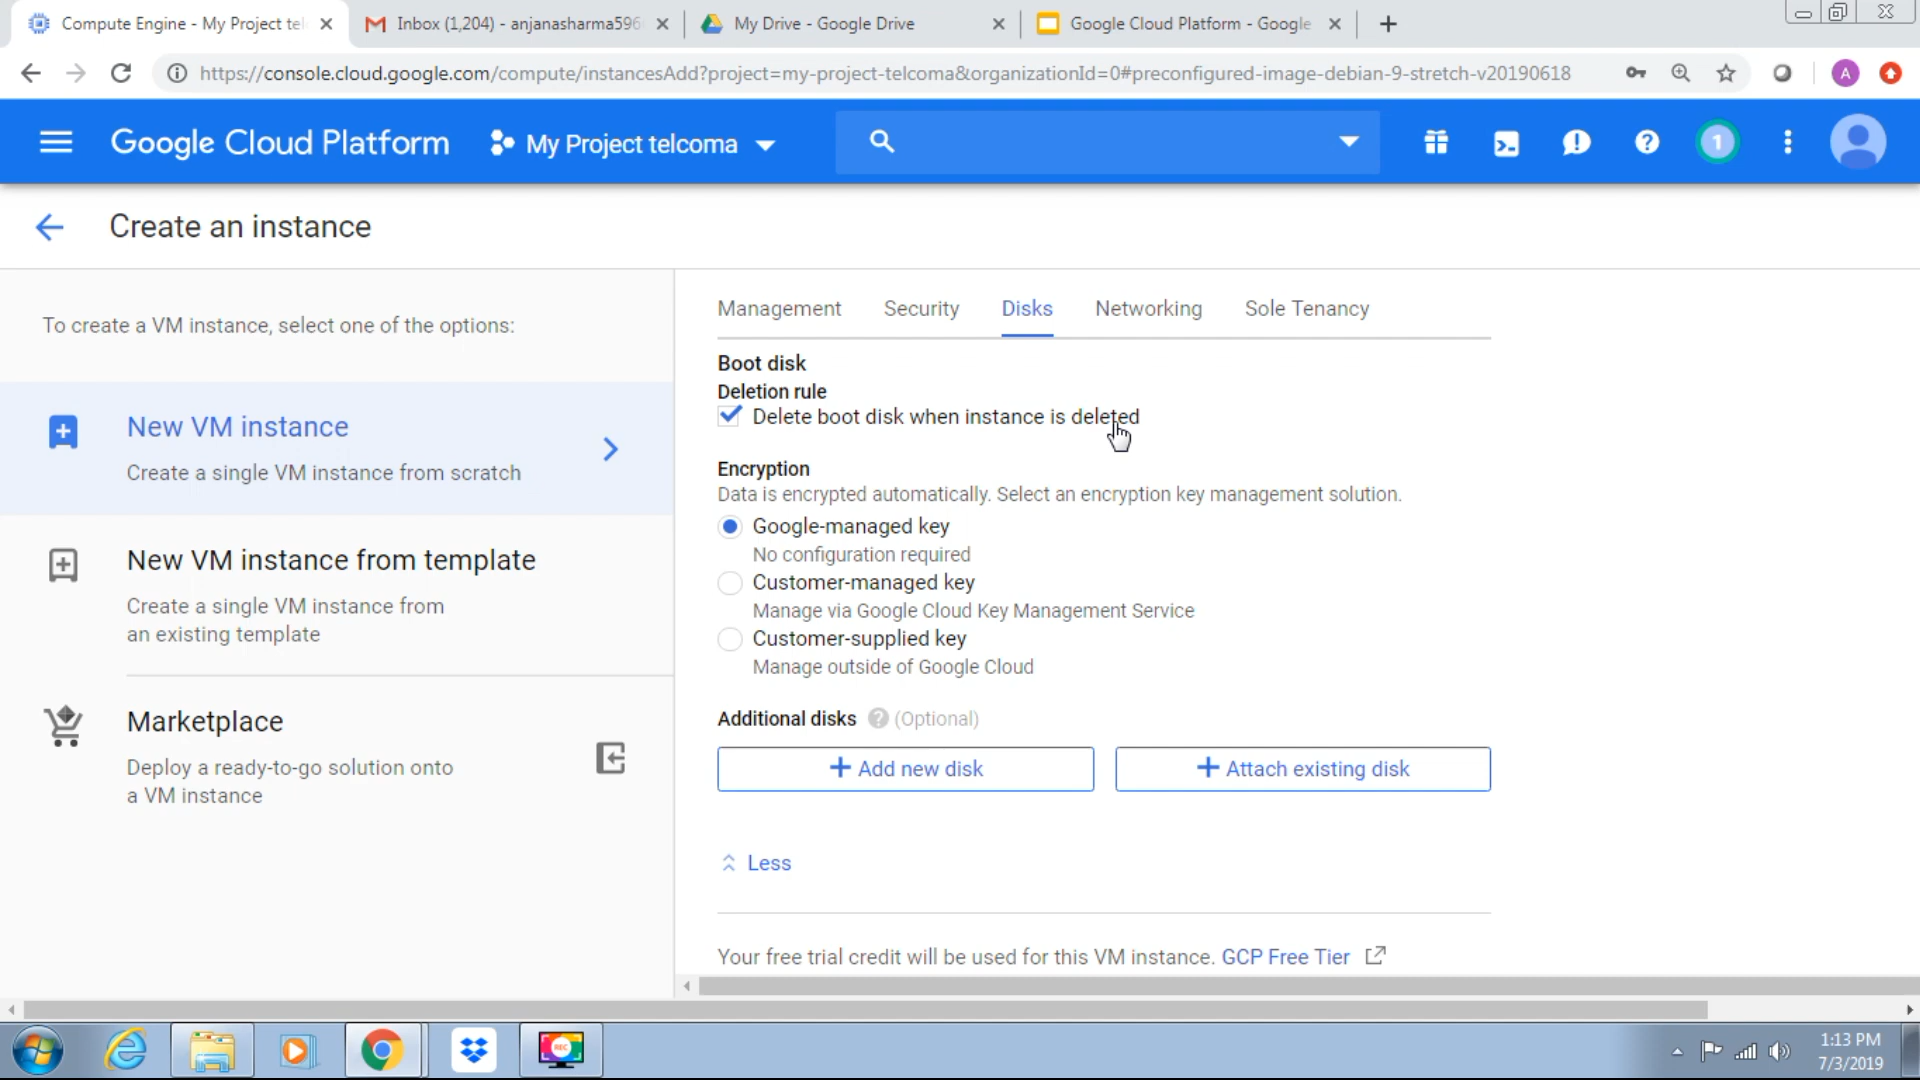 Compute Engine - My Project tel
Inbox (1,204) - anjanasharma596
My Drive - Google Drive
Google Cloud Platform - Google
https://console.cloud.google.com/compute/instancesAdd?project=my-project-telcoma&organizationId=0#preconfigured-image-debian-9-stretch-v20190618
A
Google Cloud Platform
My Project telcoma
1
Create an instance
To create a VM instance, select one of the options:
New VM instance
Create a single VM instance from scratch
New VM instance from template
Create a single VM instance from
an existing template
Marketplace
Deploy a ready-to-go solution onto
a VM instance
Management Security Disks Networking Sole Tenancy
Boot disk
Deletion rule
Delete boot disk when instance is deleted
Encryption
Data is encrypted automatically. Select an encryption key management solution.
Google-managed key
No configuration required
Customer-managed key
Manage via Google Cloud Key Management Service
Customer-supplied key
Manage outside of Google Cloud
Additional disks ? (Optional)
+ Add new disk
+ Attach existing disk
Less
Your free trial credit will be used for this VM instance. GCP Free Tier
REC
1:13 PM
7/3/2019